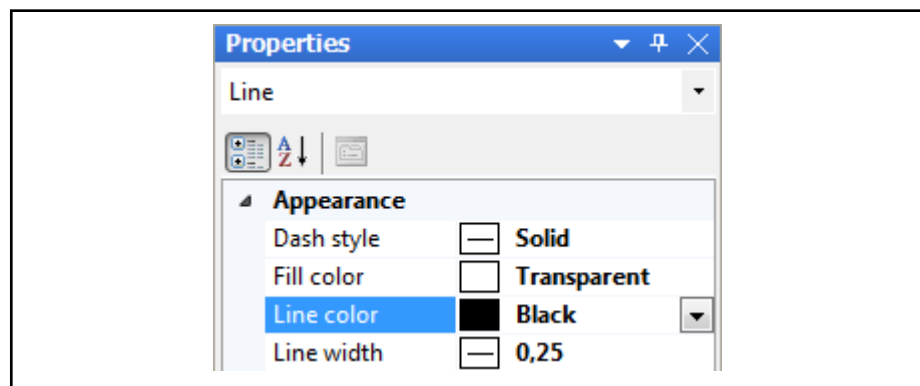 Properties
Line
A Z
Appearance
Dash style Solid
Fill color Transparent
Line color Black
Line width 0,25